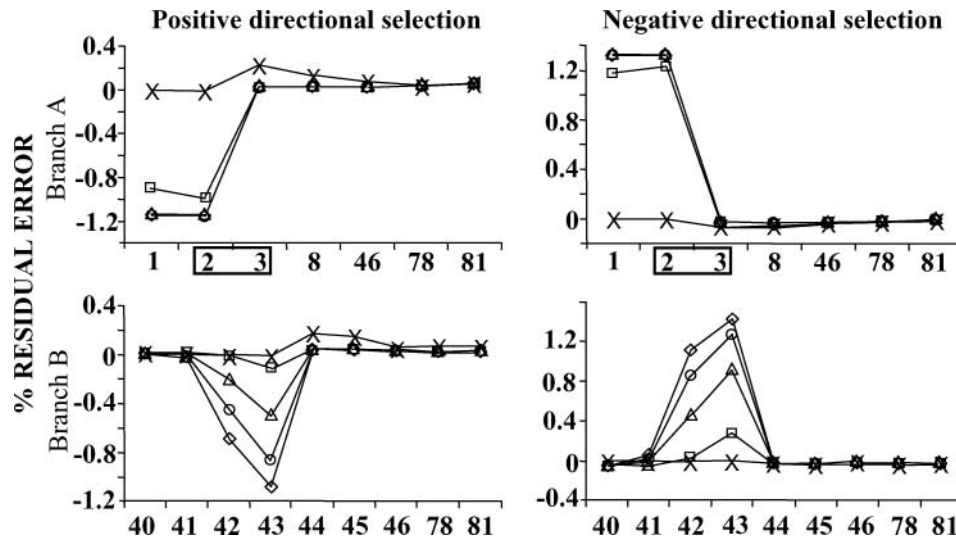 Positive directional selection
Negative directional selection
% RESIDUAL ERROR
Branch A
0.4
0
-0.4
-0.8
-1.2
1 2 3 8 46 78 81
1.2
0.8
0.4
0
1 2 3 8 46 78 81
Branch B
0.4
0
-0.4
-0.8
-1.2
40 41 42 43 44 45 46 78 81
1.2
0.8
0.4
0
-0.4
40 41 42 43 44 45 46 78 81